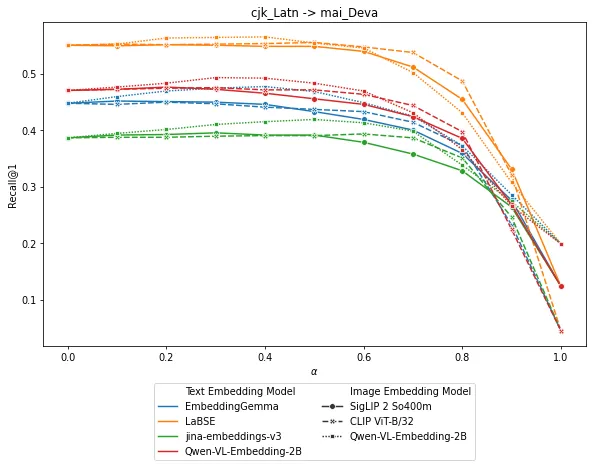 cjk_Latn -> mai_Deva
Recall@1
0.5
0.4
0.3
0.2
0.1
0.0
0.2
0.4
0.6
0.8
1.0
α
Text Embedding Model
EmbeddingGemma
LaBSE
jina-embeddings-v3
Qwen-VL-Embedding-2B
Image Embedding Model
SigLIP 2 So400m
CLIP ViT-B/32
Qwen-VL-Embedding-2B